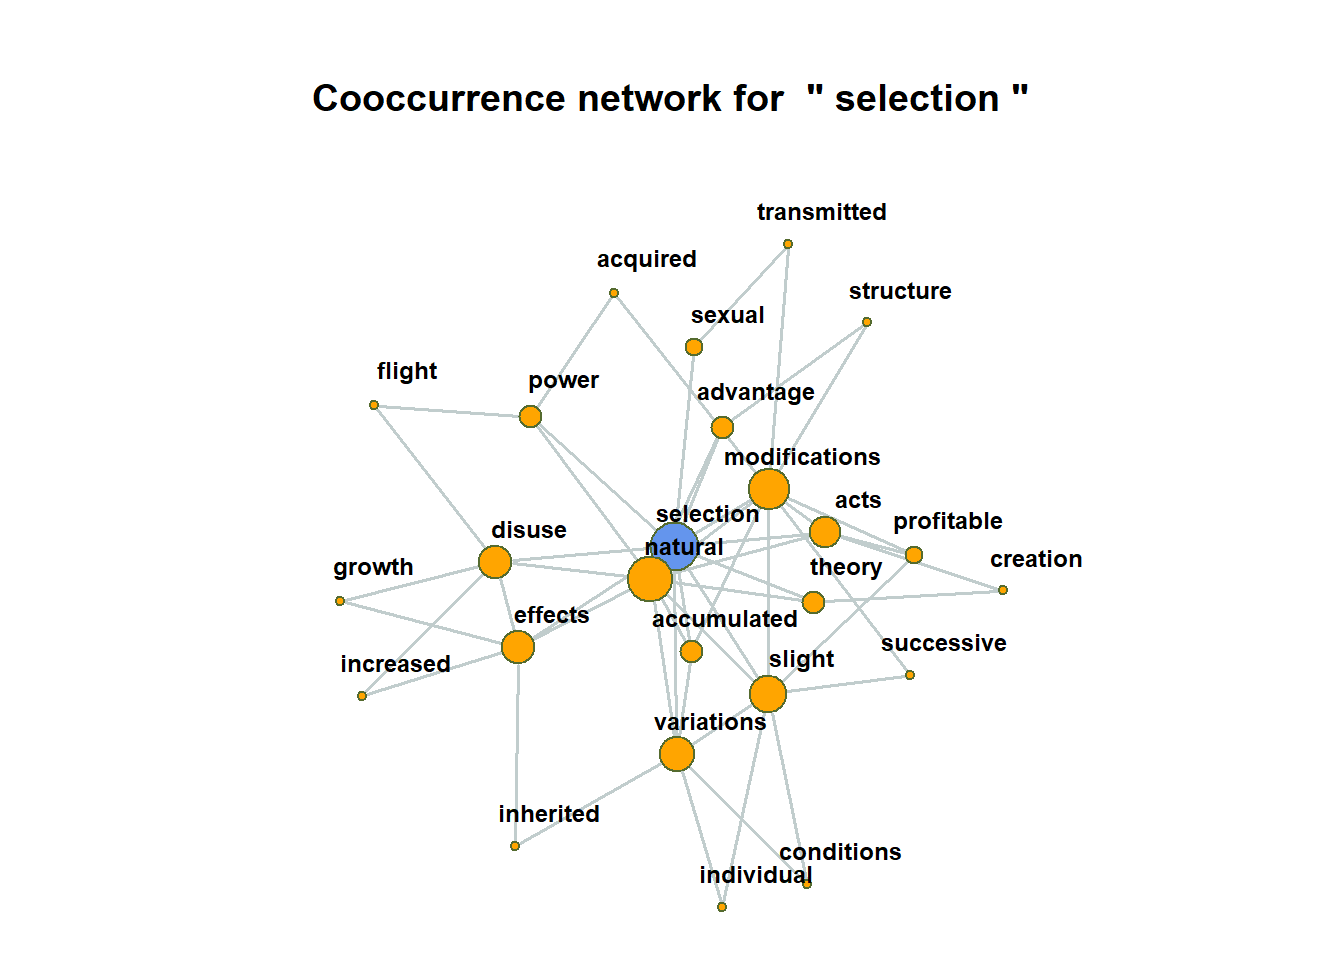 Cooccurrence network for " selection "
transmitted
acquired
structure
sexual
flight
power
advantage
modifications
acts
selection
profitable
disuse
natural
creation
growth
theory
effects
accumulated
successive
increased
slight
variations
inherited
conditions
individual